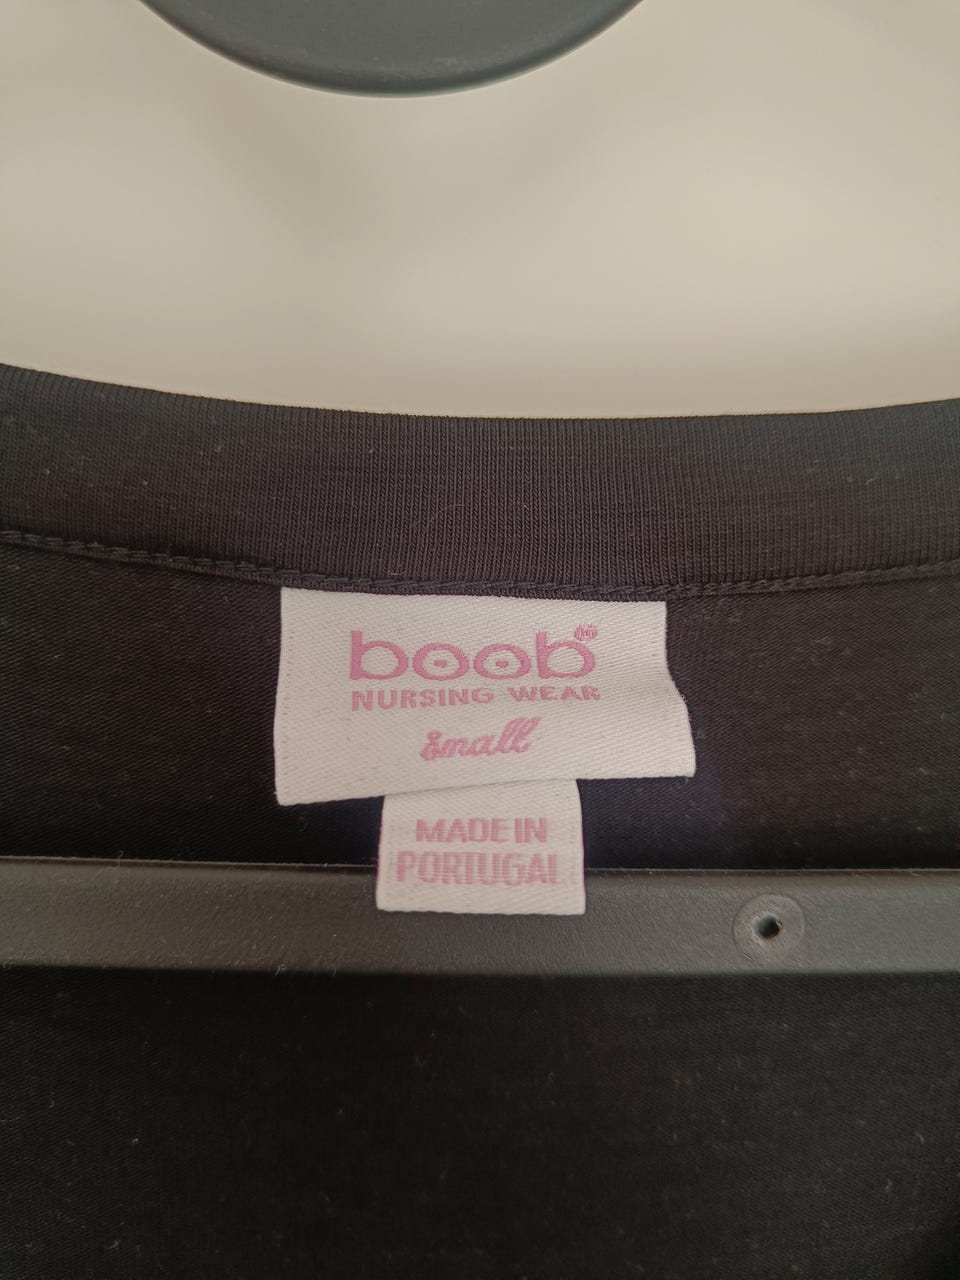 boob®
NURSING WEAR
small
MADE IN
PORTUGAL